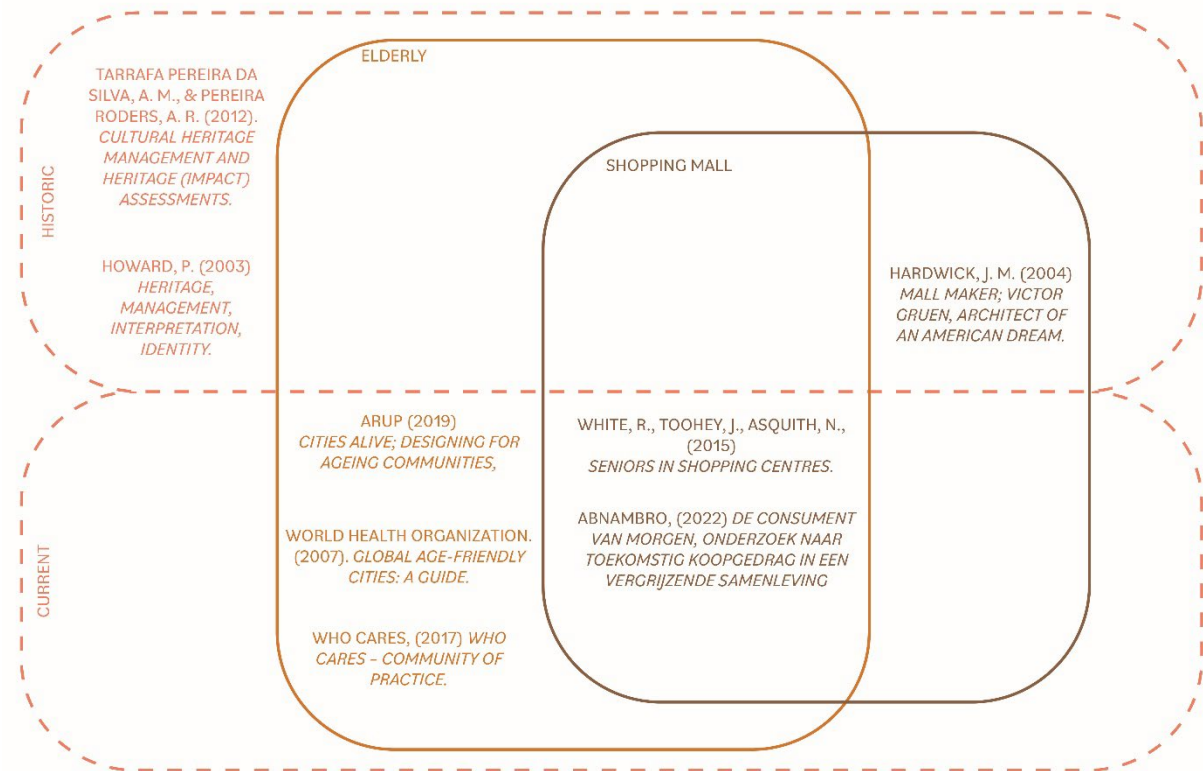 ELDERLY
TARRAFA PEREIRA DA
SILVA, A. M., & PEREIRA
RODERS, A. R. (2012).
CULTURAL HERITAGE
MANAGEMENT AND
HERITAGE (IMPACT)
ASSESSMENTS.
SHOPPING MALL
HISTORIC
HOWARD, P. (2003)
HERITAGE,
MANAGEMENT,
INTERPRETATION,
IDENTITY.
HARDWICK, J. M. (2004)
MALL MAKER; VICTOR
GRUEN, ARCHITECT OF
AN AMERICAN DREAM.
ARUP (2019)
CITIES ALIVE; DESIGNING FOR
AGEING COMMUNITIES,
WHITE, R., TOOHEY, J., ASQUITH, N.,
(2015)
SENIORS IN SHOPPING CENTRES.
WORLD HEALTH ORGANIZATION.
(2007). GLOBAL AGE-FRIENDLY
CITIES: A GUIDE.
ABNAMBRO, (2022) DE CONSUMENT
VAN MORGEN, ONDERZOEK NAAR
TOEKOMSTIG KOOPGEDRAG IN EEN
VERGRIJZENDE SAMENLEVING
CURRENT
WHO CARES, (2017) WHO
CARES – COMMUNITY OF
PRACTICE.